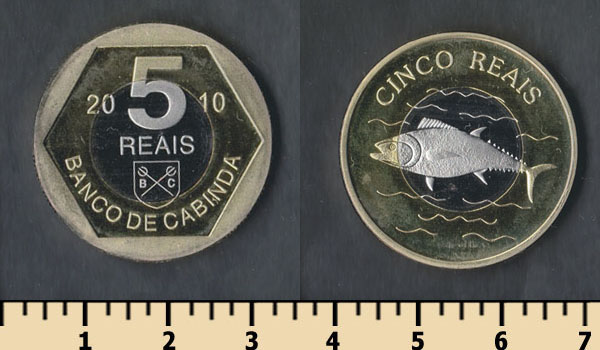 5
20 10
REAIS
B C
BANCO DE CABINDA
CINCO REAIS
1 2 3 4 5 6 7